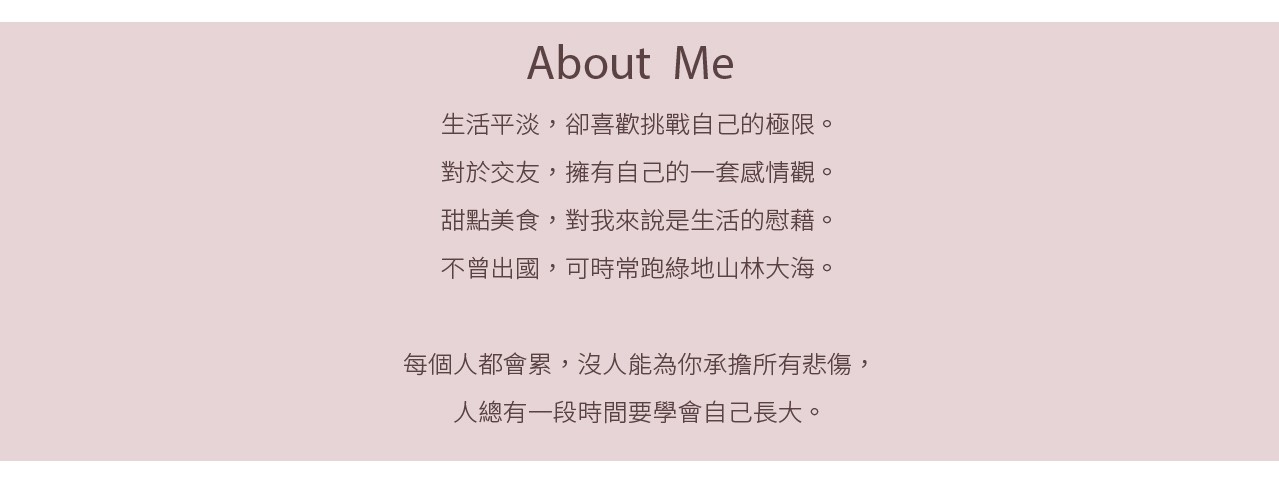 About Me
生活平淡，卻喜歡挑戰自己的極限。
對於交友，擁有自己的一套感情觀。
甜點美食，對我來說是生活的慰藉。
不曾出國，可時常跑綠地山林大海。
每個人都會累，沒人能為你承擔所有悲傷，
人總有一段時間要學會自己長大。